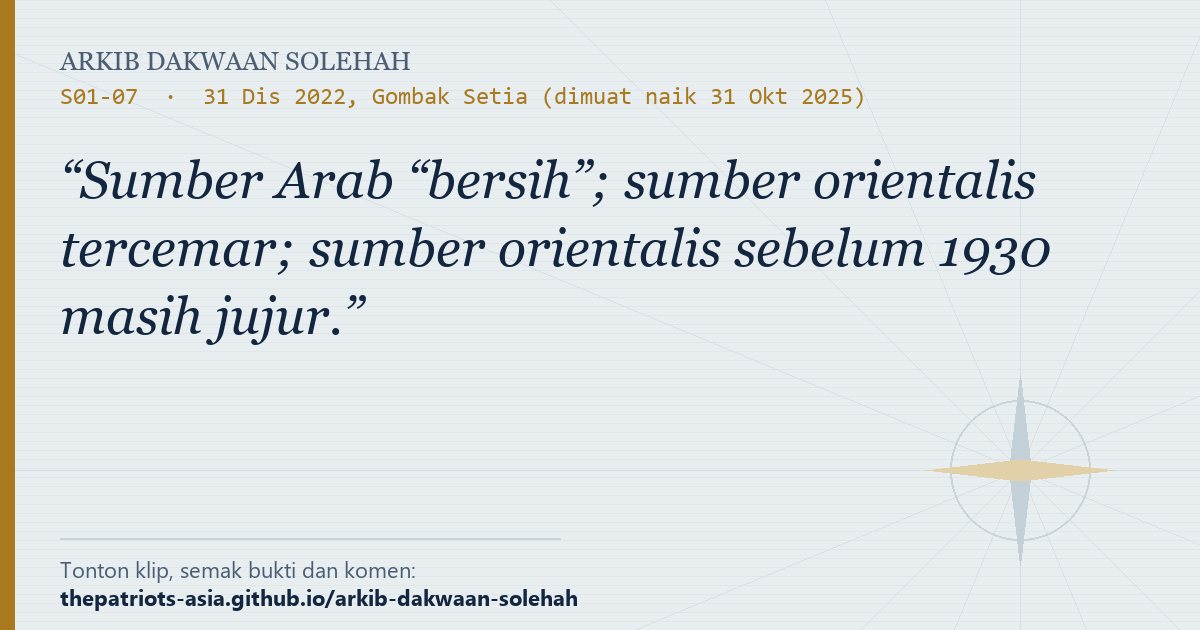 ARKIB DAKWAAN SOLEHAH
S01-07 · 31 Dis 2022, Gombak Setia (dimuat naik 31 Okt 2025)
“Sumber Arab “bersih”; sumber orientalis
tercemar; sumber orientalis sebelum 1930
masih jujur.”
Tonton klip, semak bukti dan komen:
thepatriots-asia.github.io/arkib-dakwaan-solehah